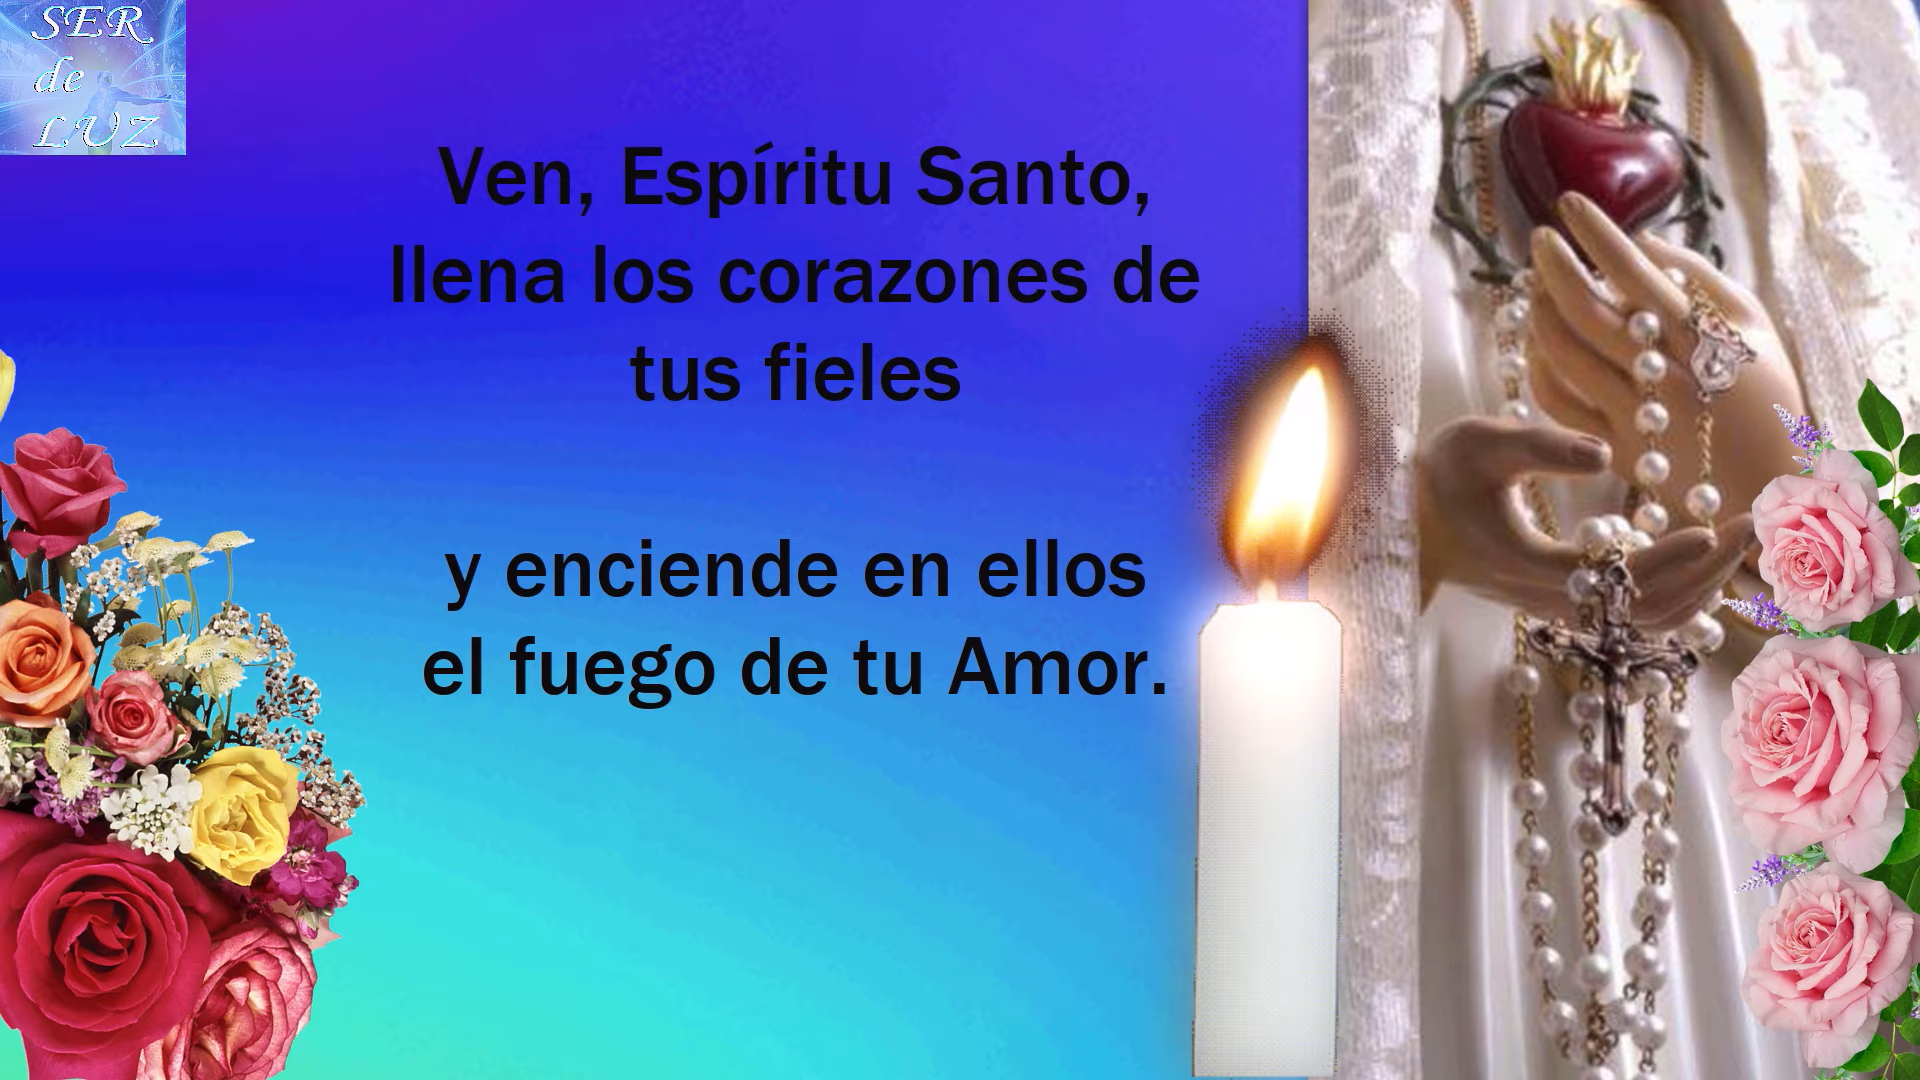 SER
de
LUZ
Ven, Espíritu Santo,
llena los corazones de
tus fieles
y enciende en ellos
el fuego de tu Amor.